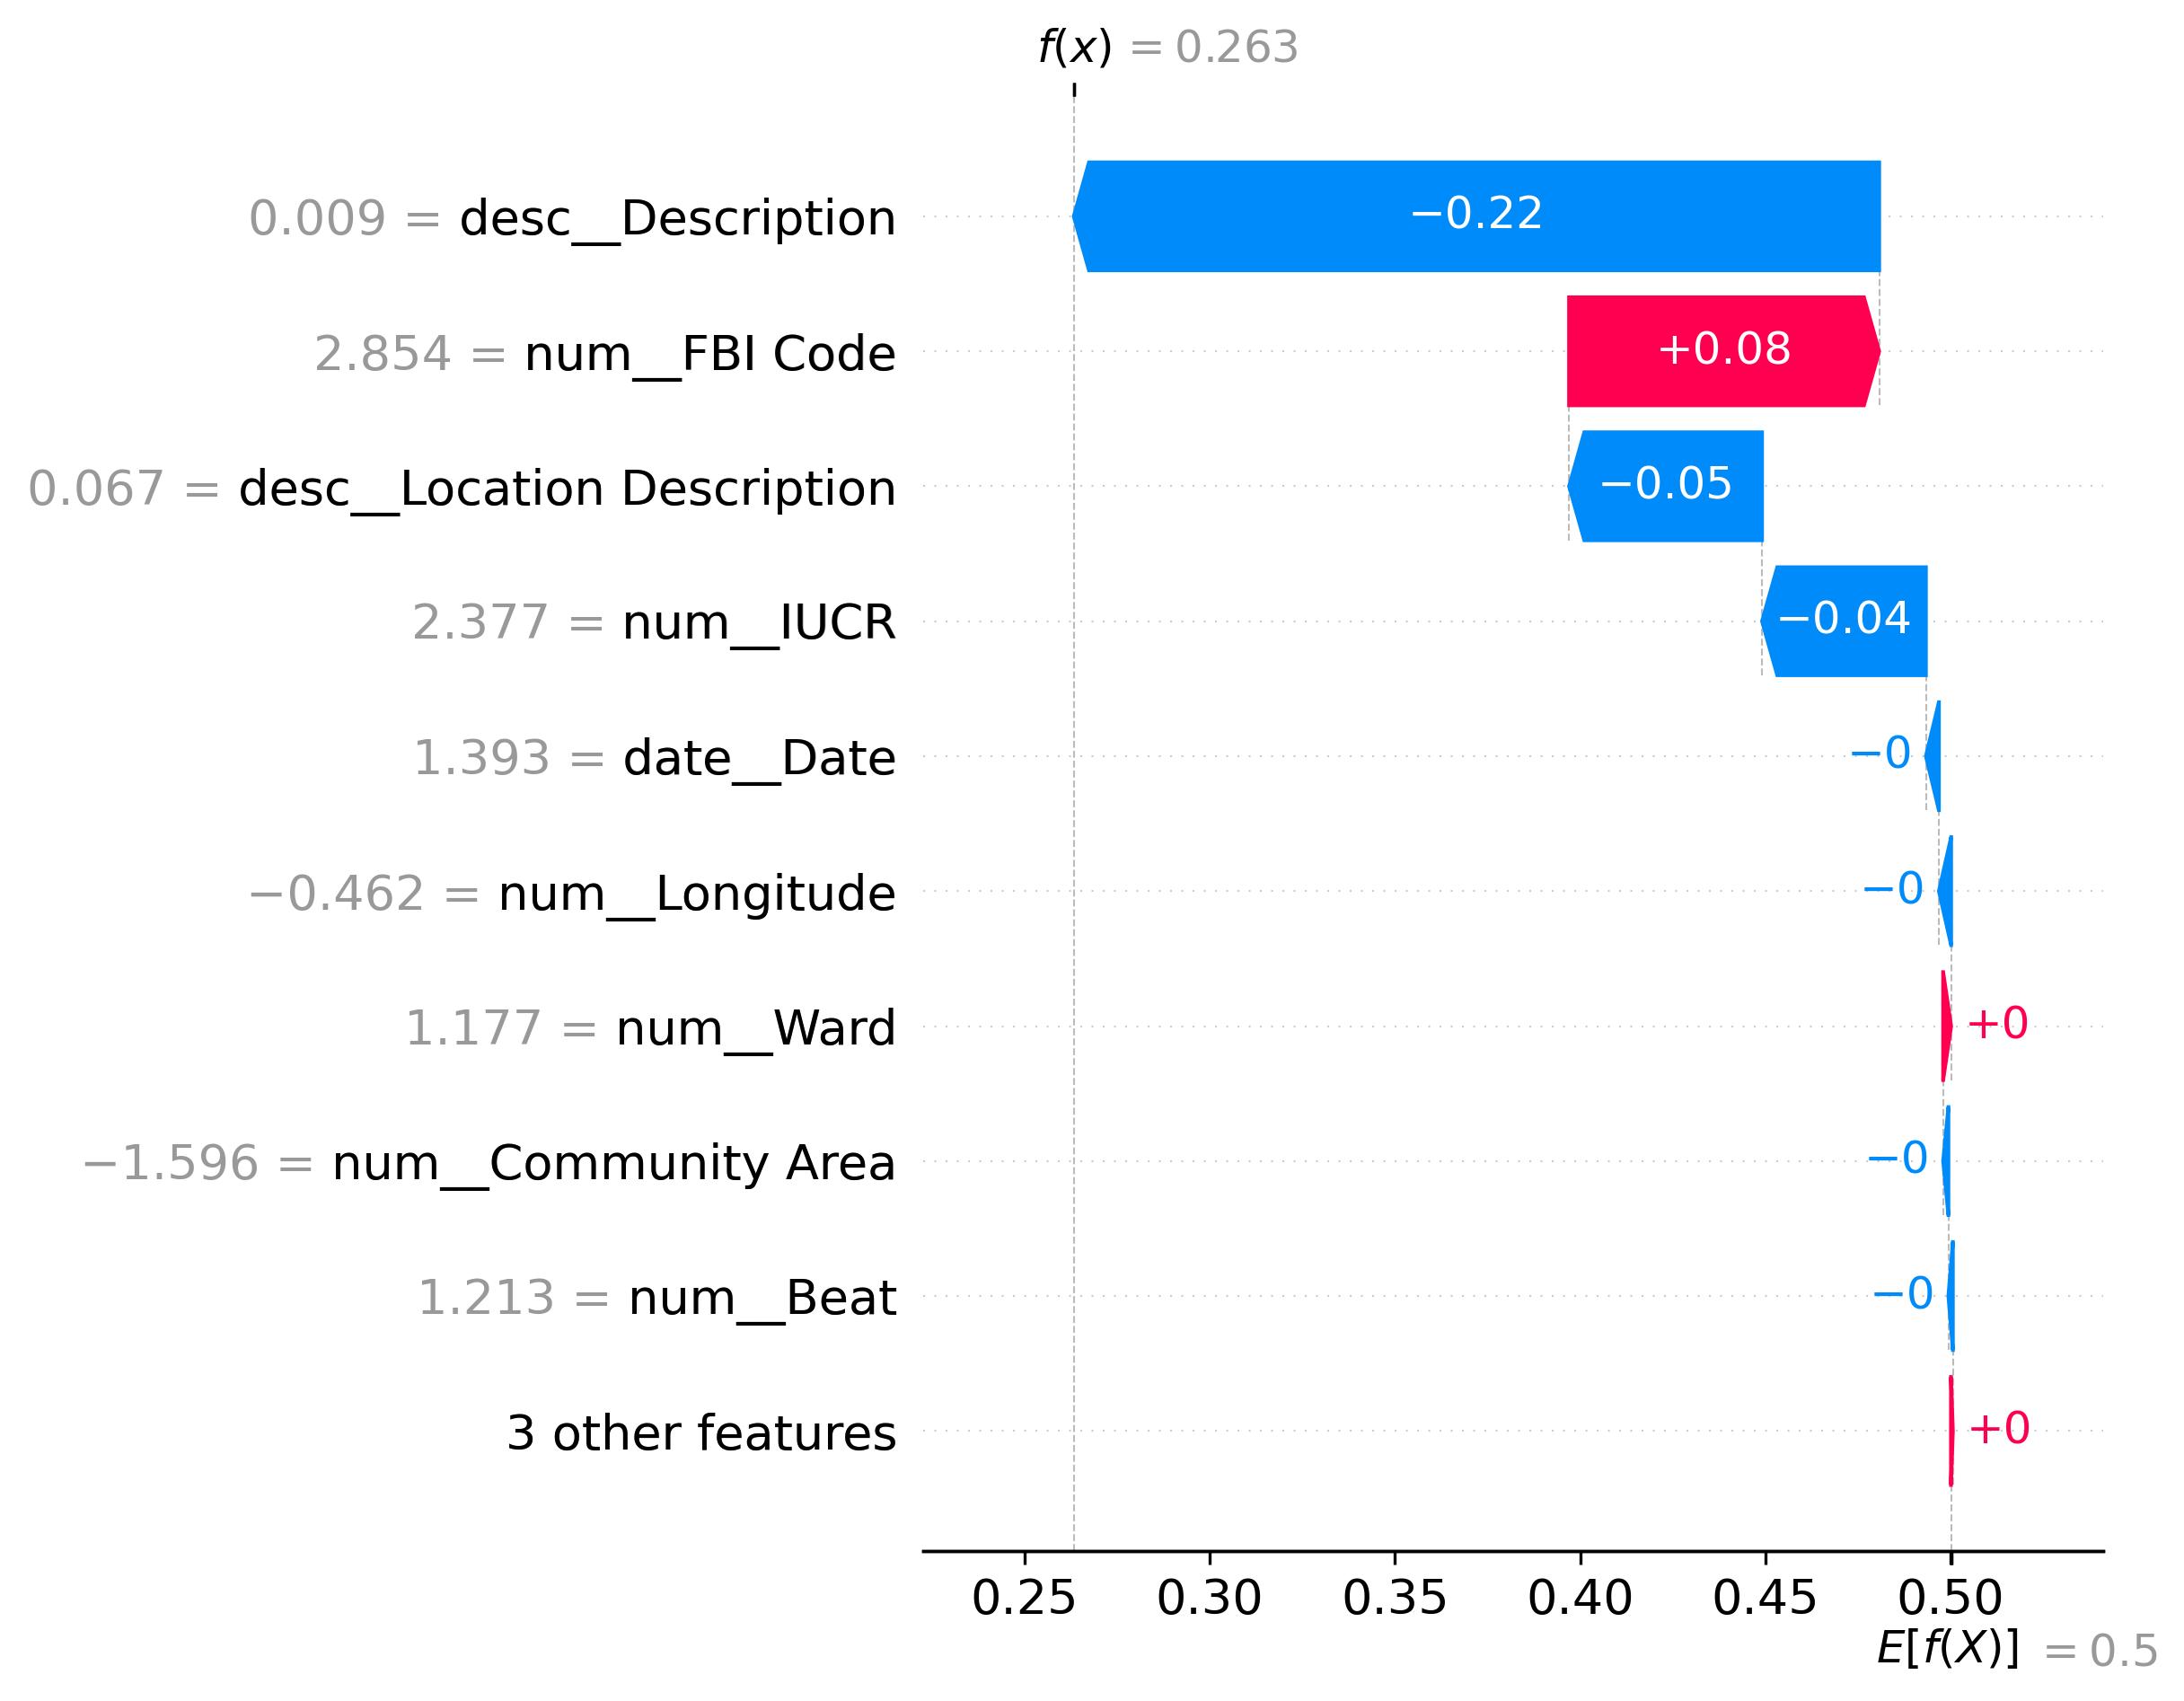 f(x) = 0.263
0.009 = desc__Description
−0.22
2.854 = num__FBI Code
+0.08
0.067 = desc__Location Description
−0.05
2.377 = num__IUCR
−0.04
1.393 = date__Date
−0
−0.462 = num__Longitude
−0
1.177 = num__Ward
+0
−1.596 = num__Community Area
−0
1.213 = num__Beat
−0
3 other features
+0
0.25 0.30 0.35 0.40 0.45 0.50
E[f(X)] = 0.5